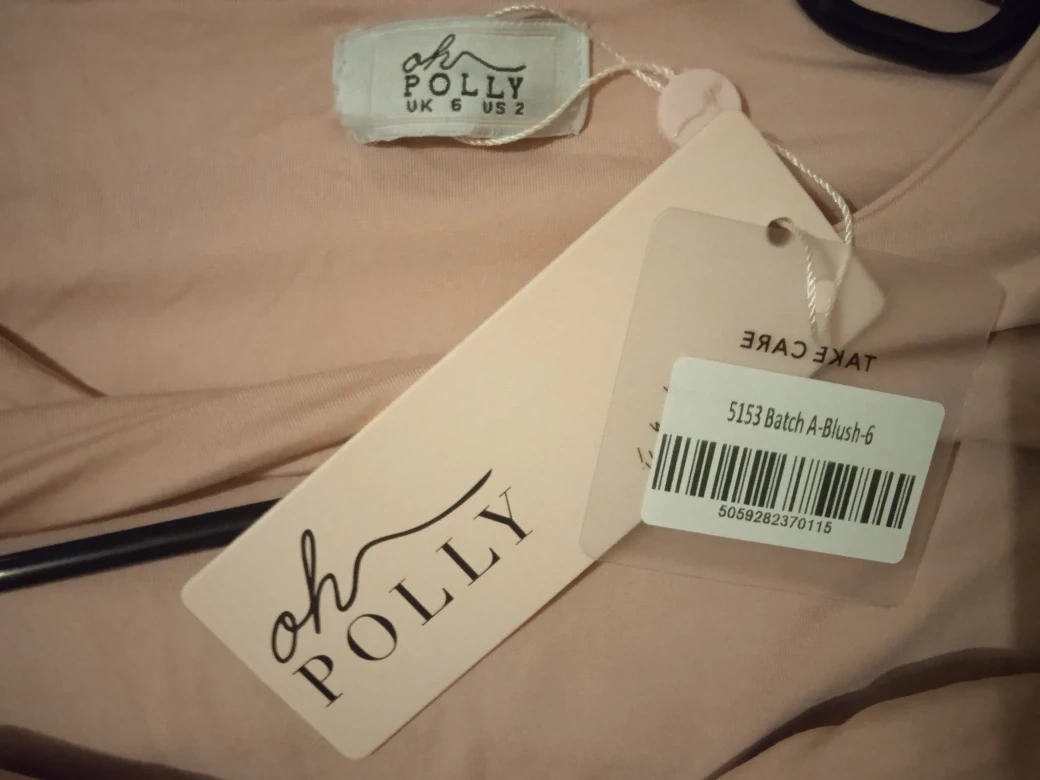 oh
POLLY
UK 6 US 2
TAKE CARE
5153 Batch A-Blush-6
5059282370115
oh
POLLY